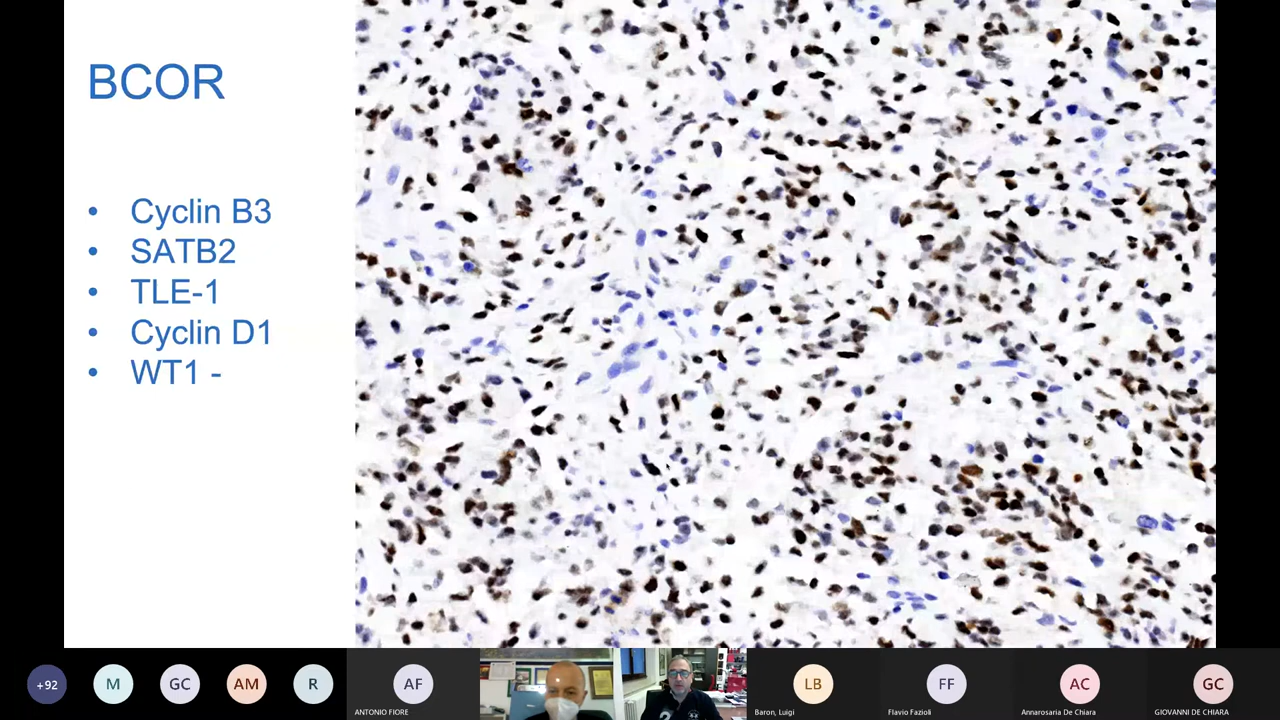 BCOR
• Cyclin B3
• SATB2
• TLE-1
• Cyclin D1
• WT1 -
+92
M
GC
AM
R
AF
LB
FF
AC
GC
ANTONIO FIORE
Baron, Luigi
Flavio Fazioli
Annarosaria De Chiara
GIOVANNI DE CHIARA